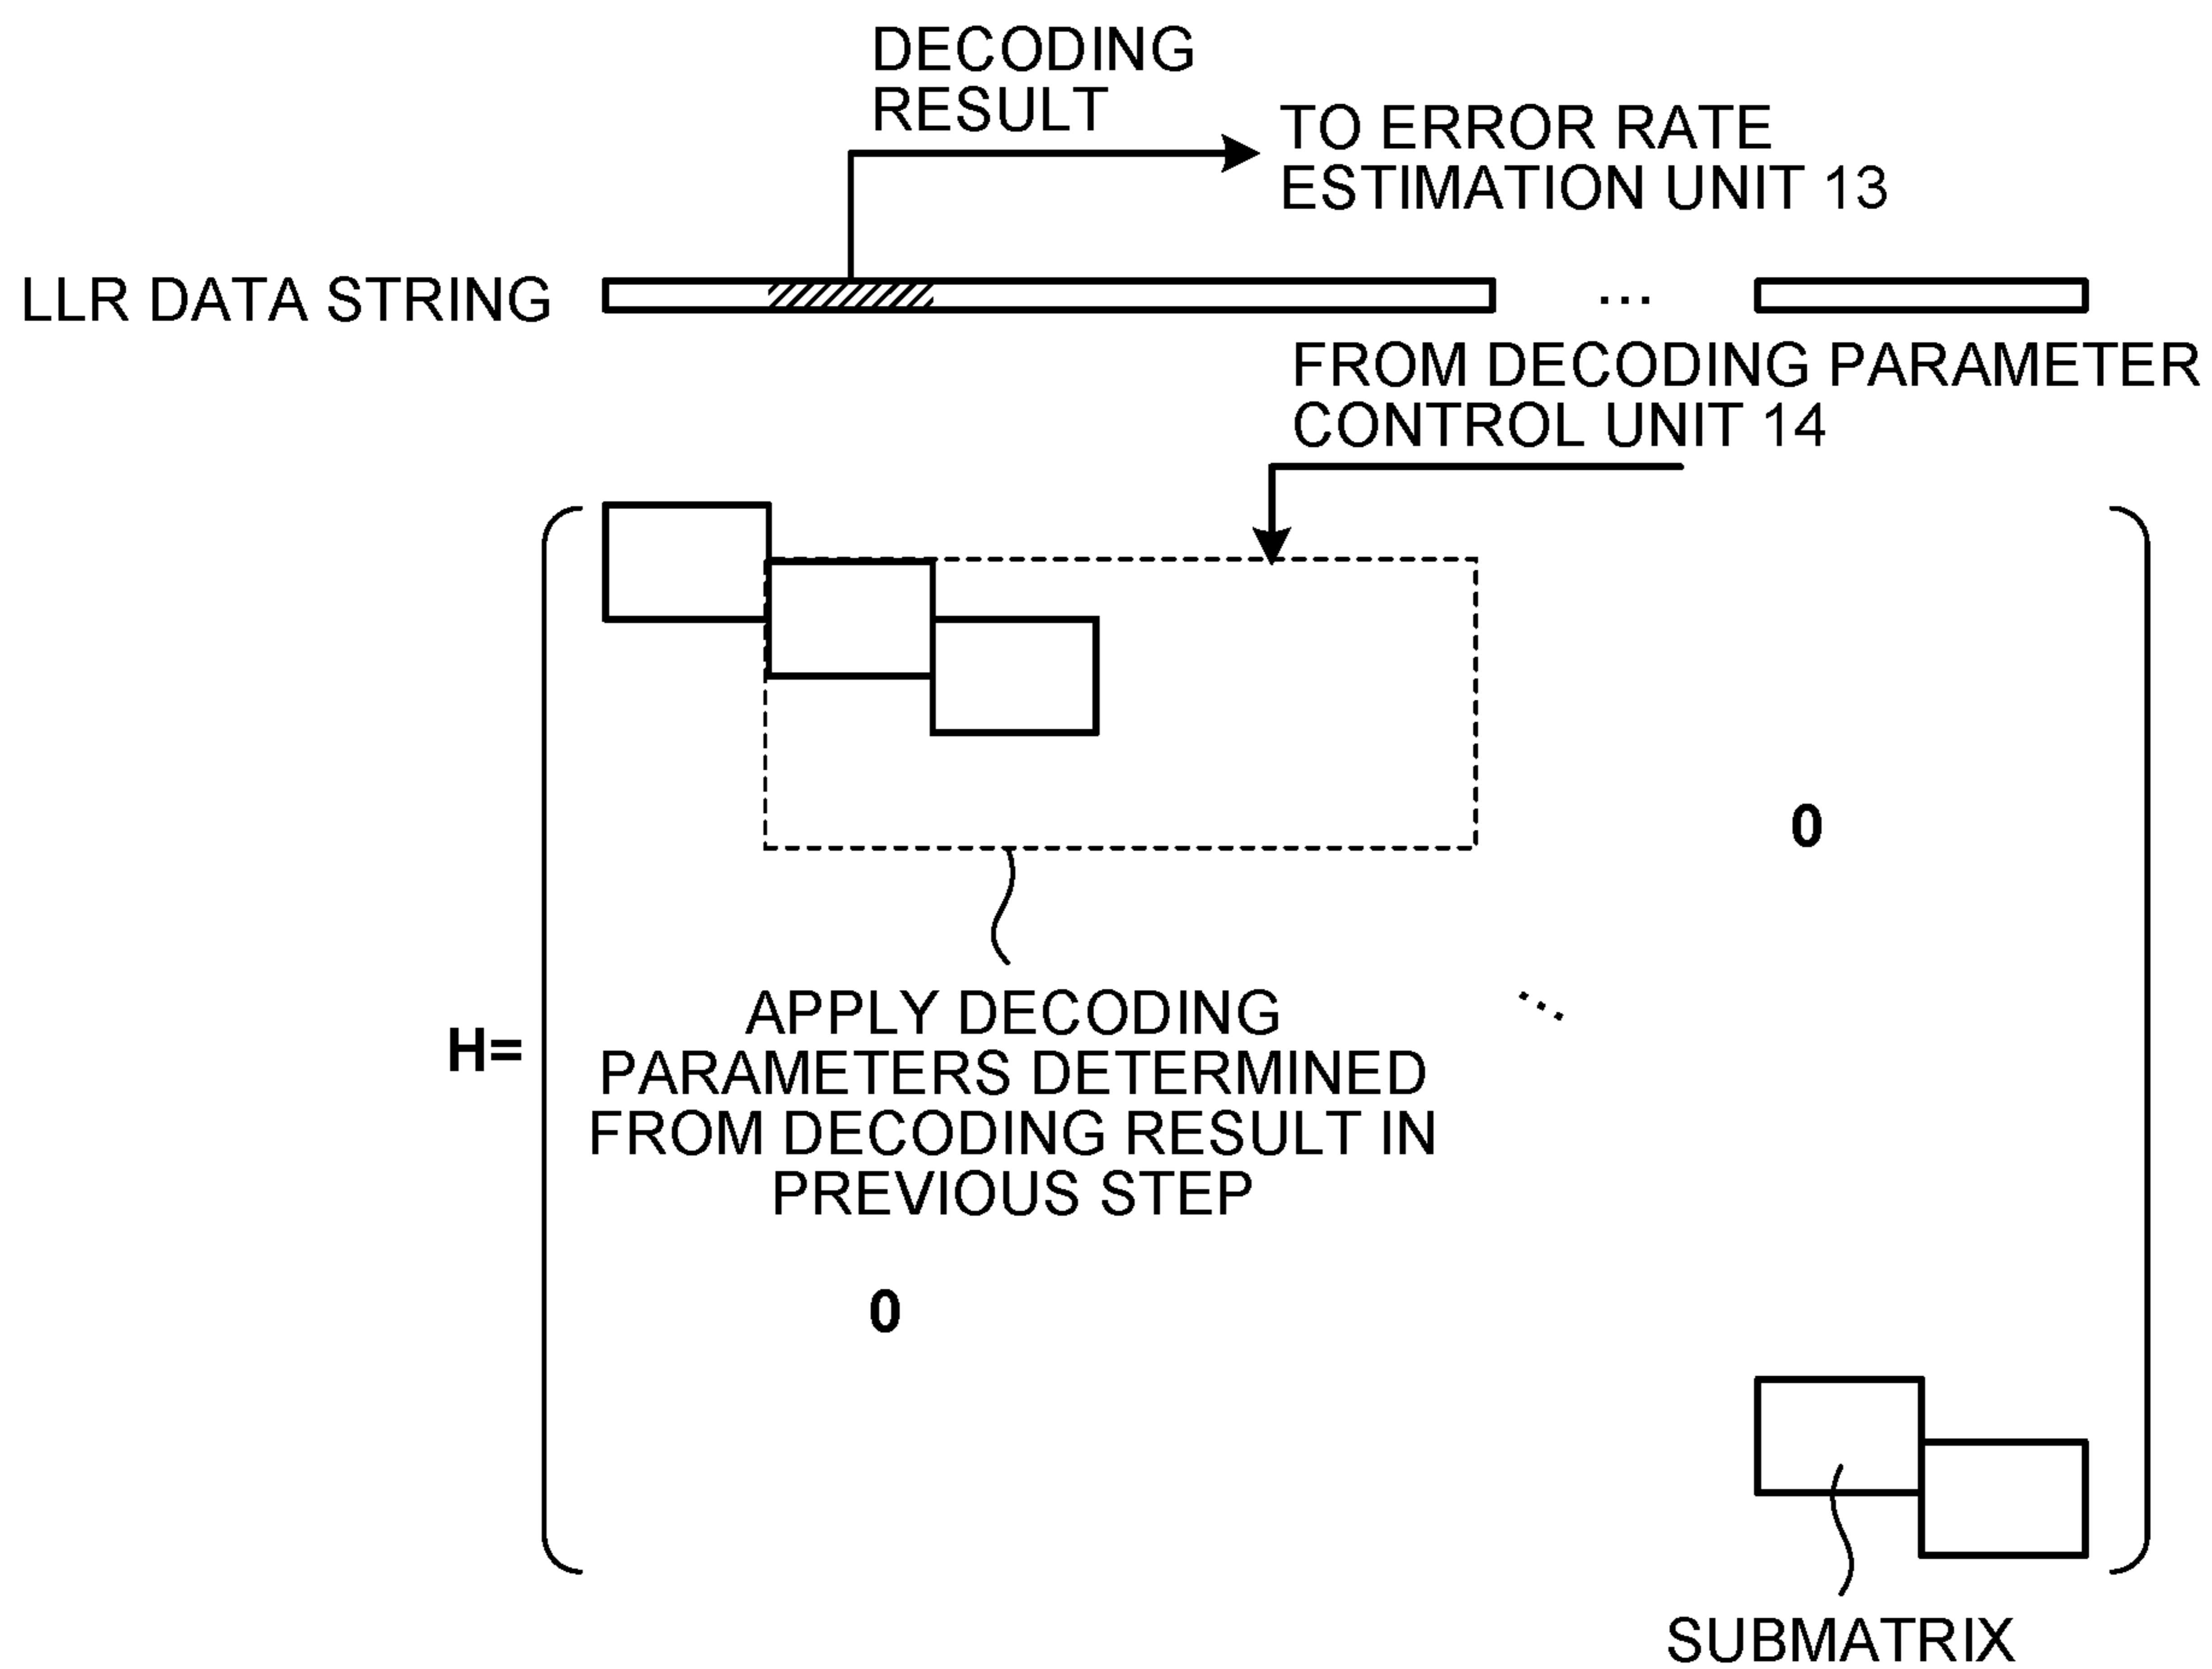 DECODING
RESULT
TO ERROR RATE
ESTIMATION UNIT 13
LLR DATA STRING
...
FROM DECODING PARAMETER
CONTROL UNIT 14
0
APPLY DECODING
PARAMETERS DETERMINED
FROM DECODING RESULT IN
PREVIOUS STEP
H=
0
SUBMATRIX